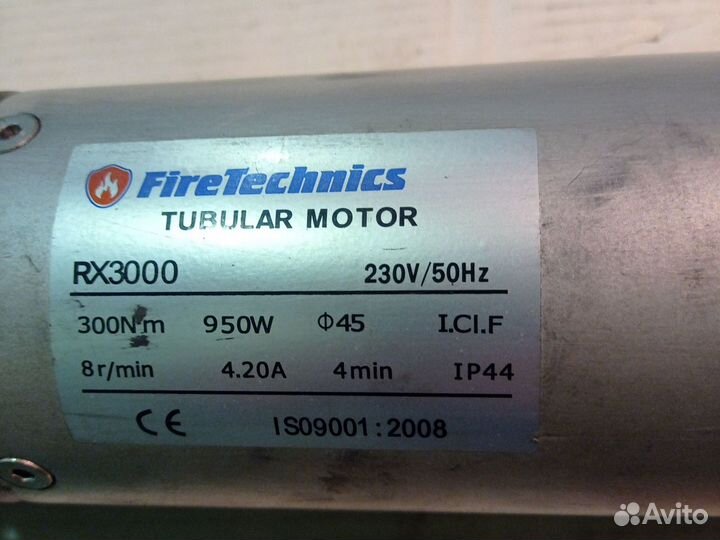 FireTechnics
TUBULAR MOTOR
RX3000 230V/50Hz
300N·m 950W Φ45 I.Cl.F
8r/min 4.20A 4min IP44
CE IS09001:2008
Avito